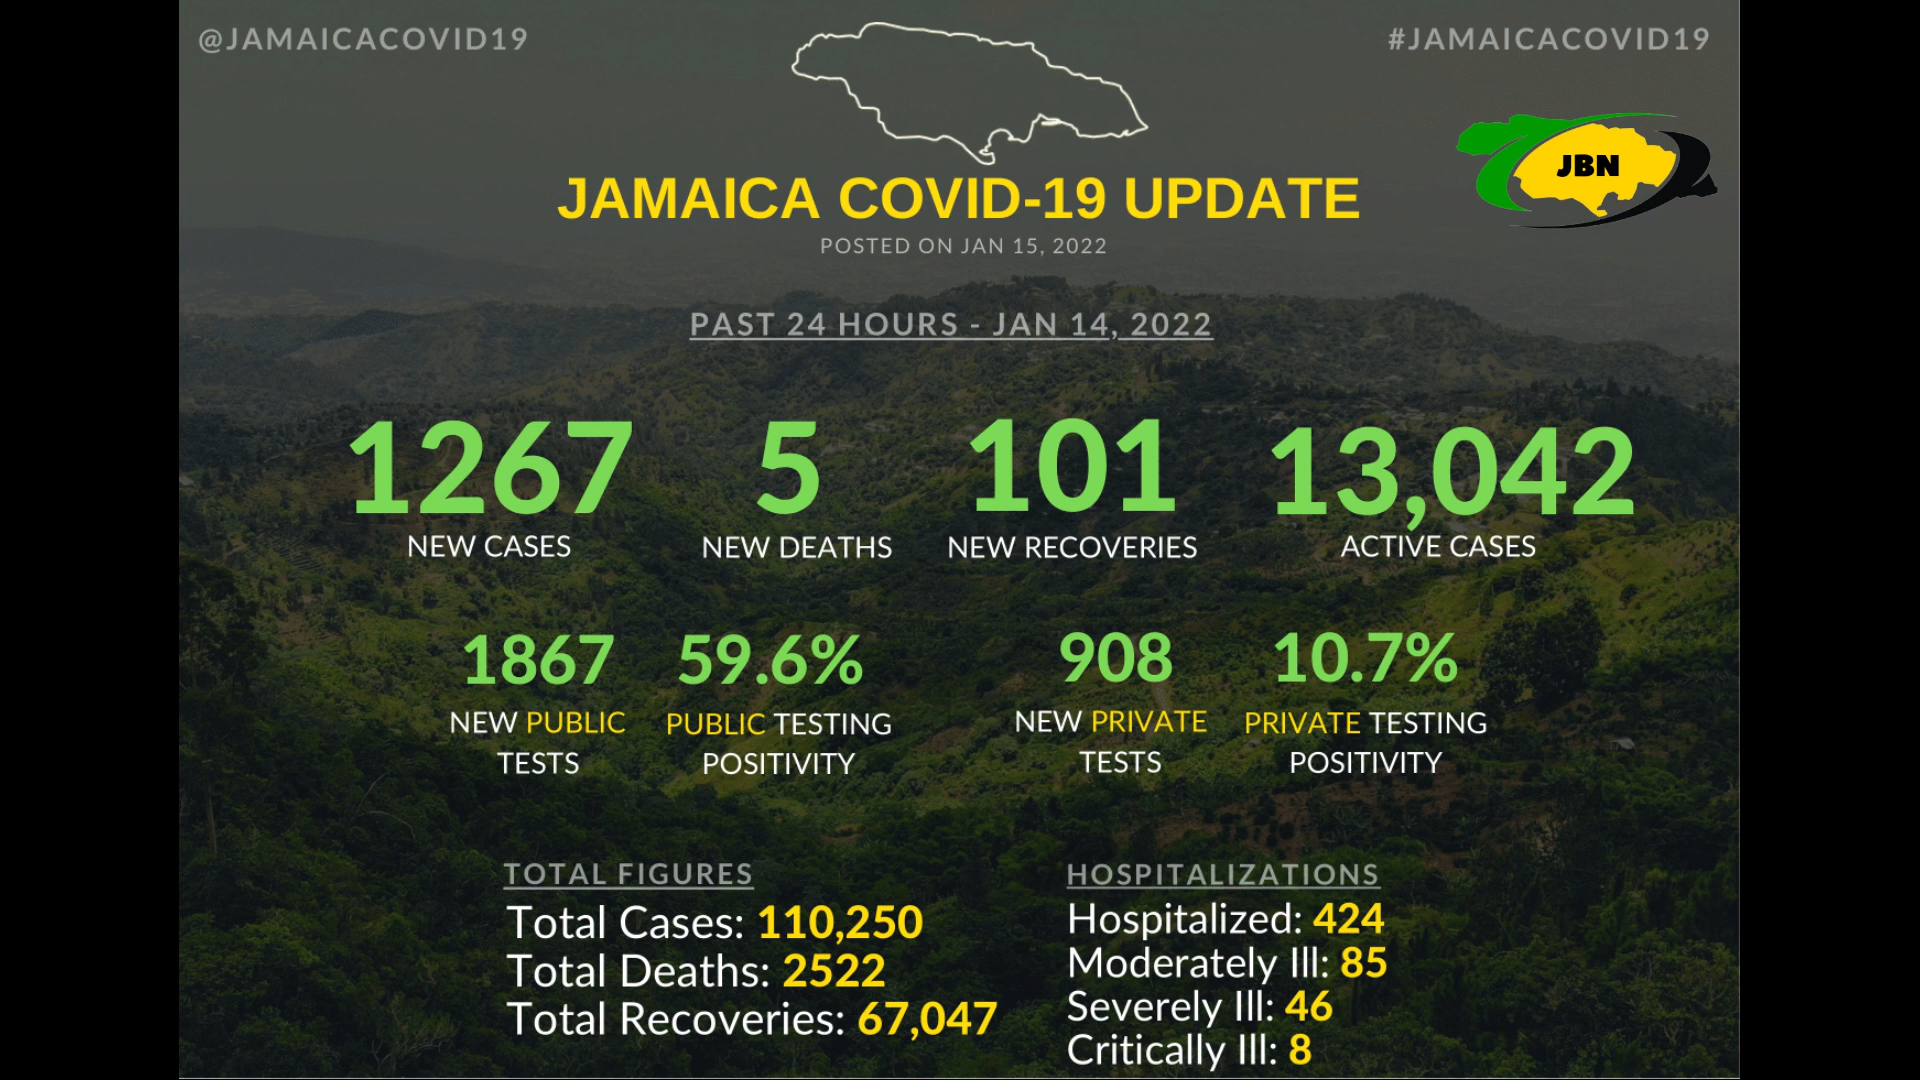 @JAMAICACOVID19
#JAMAICACOVID19
JBN
JAMAICA COVID-19 UPDATE
POSTED ON JAN 15, 2022
PAST 24 HOURS - JAN 14, 2022
1267
NEW CASES
5
NEW DEATHS
101
NEW RECOVERIES
13,042
ACTIVE CASES
1867
NEW PUBLIC
TESTS
59.6%
PUBLIC TESTING
POSITIVITY
908
NEW PRIVATE
TESTS
10.7%
PRIVATE TESTING
POSITIVITY
TOTAL FIGURES
Total Cases: 110,250
Total Deaths: 2522
Total Recoveries: 67,047
HOSPITALIZATIONS
Hospitalized: 424
Moderately Ill: 85
Severely Ill: 46
Critically Ill: 8